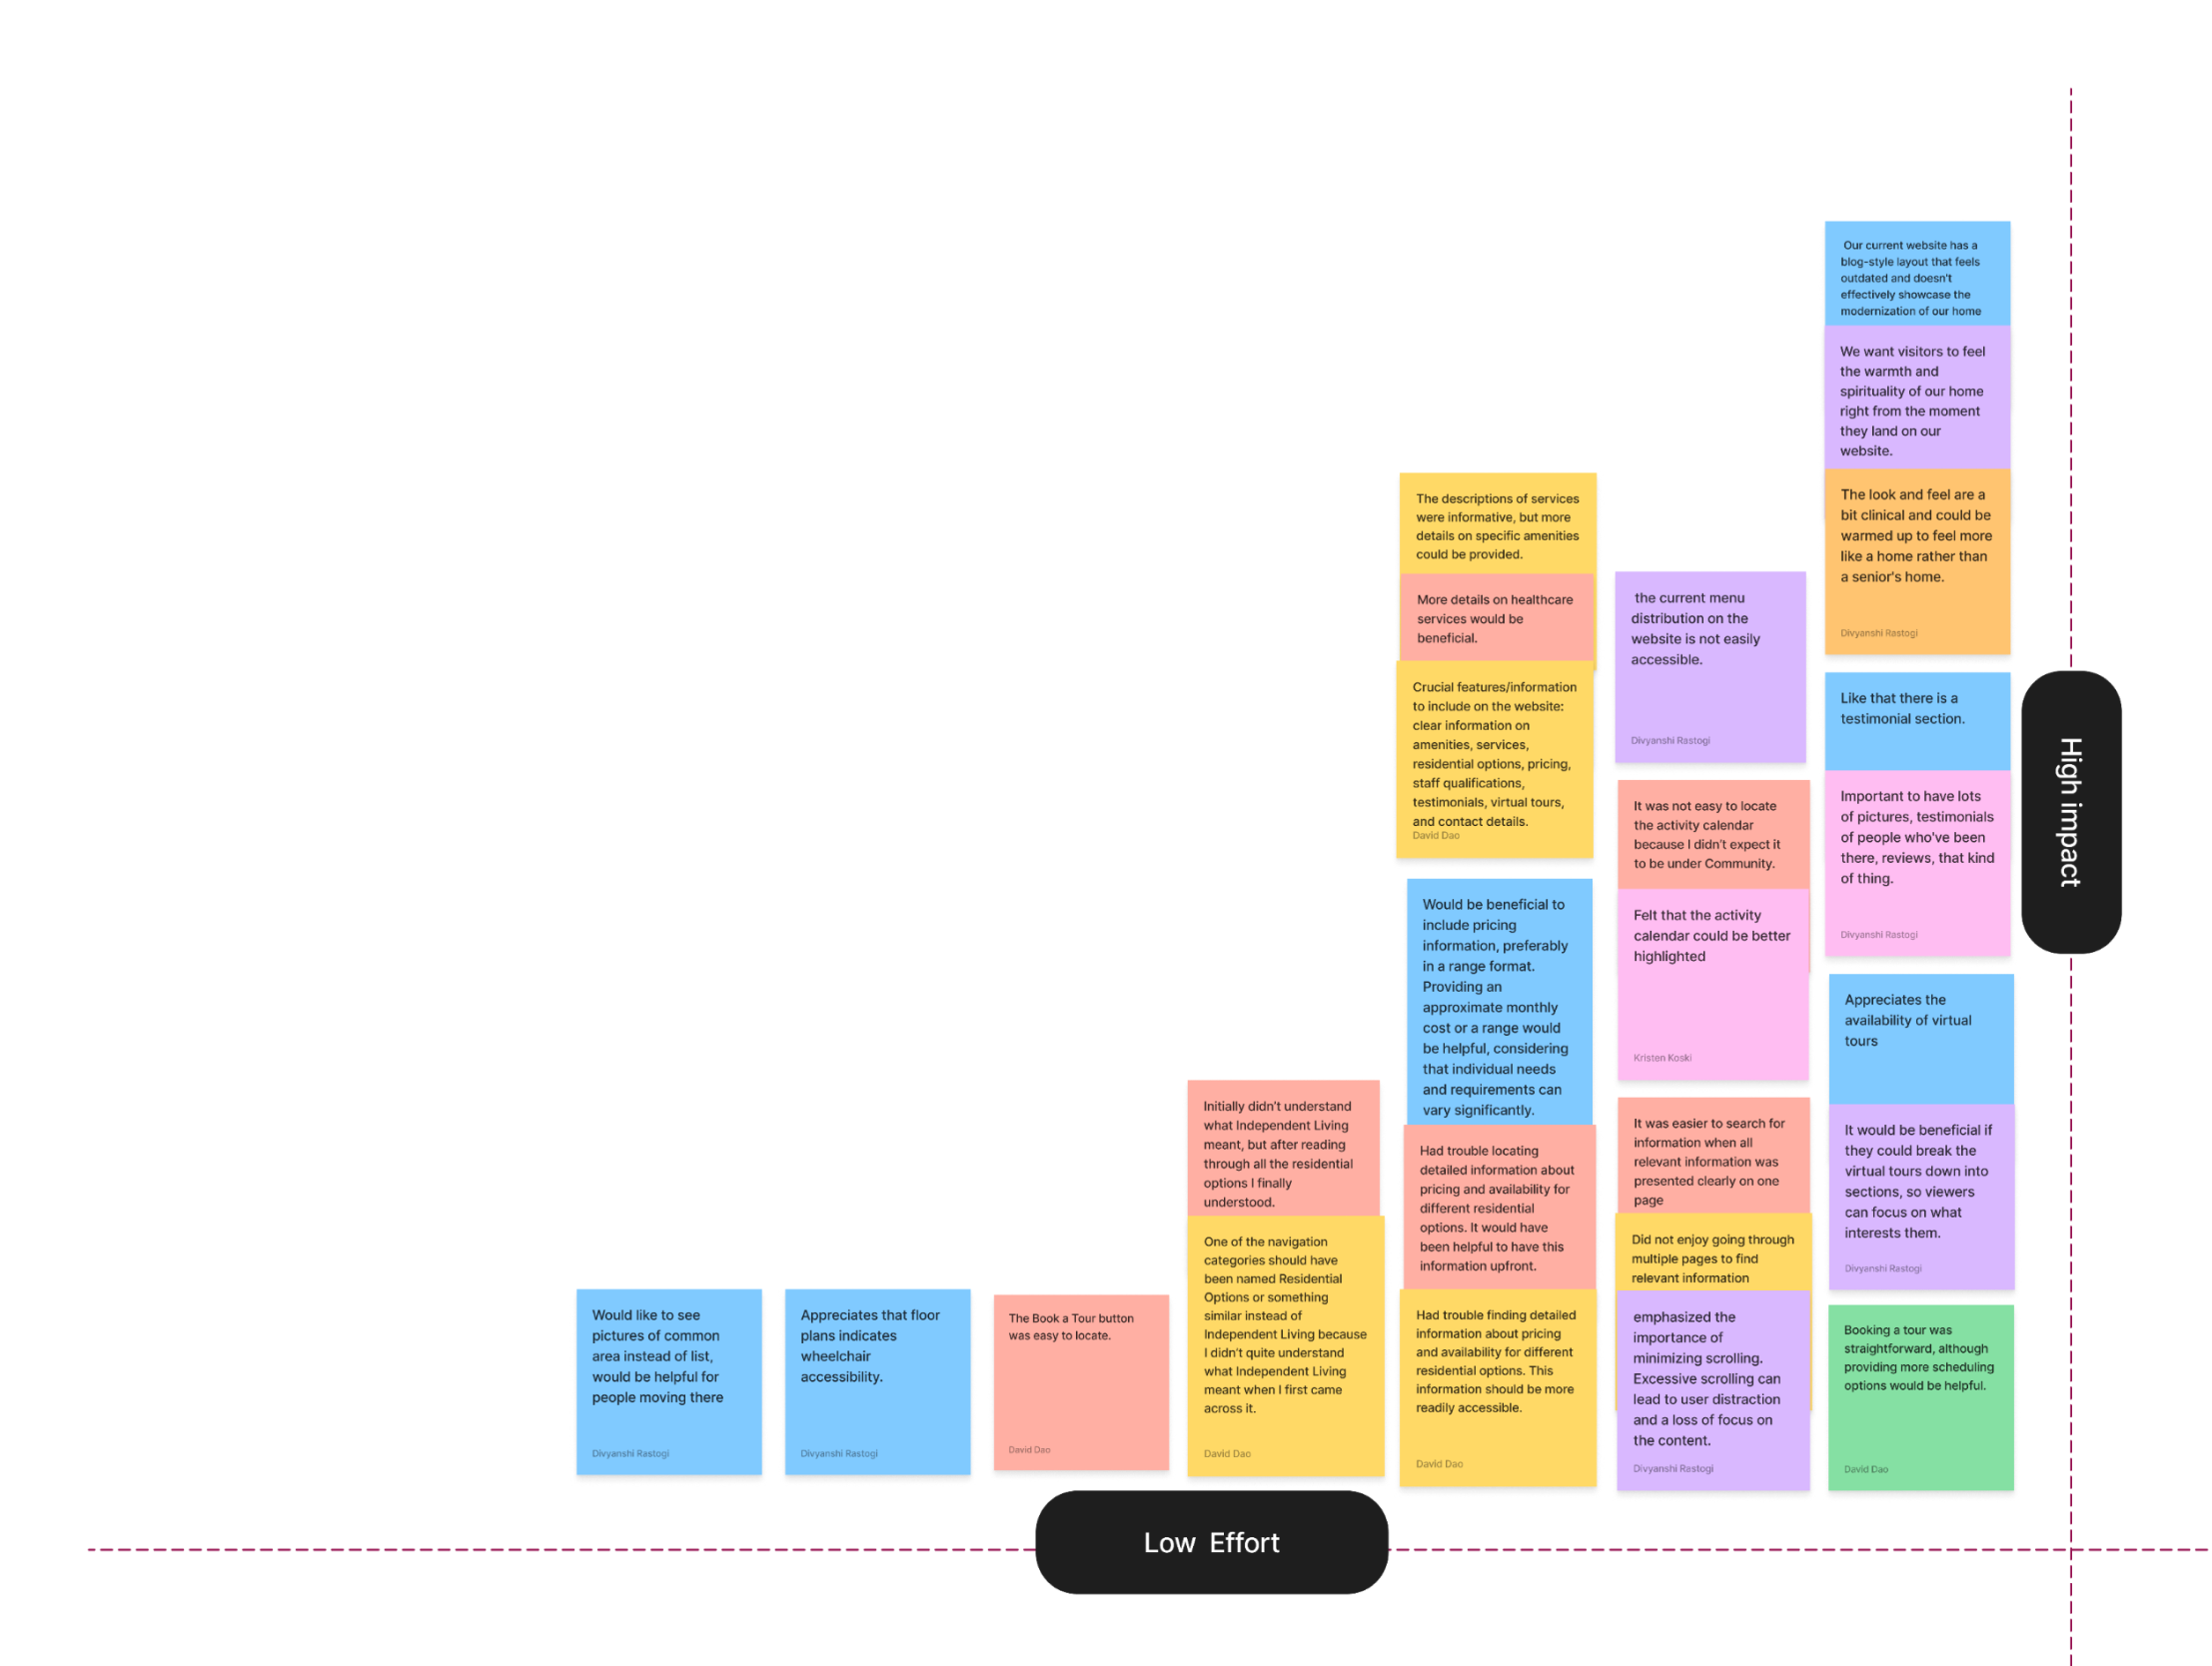 Our current website has a
blog-style layout that feels
outdated and doesn't
effectively showcase the
modernization of our home
We want visitors to feel
the warmth and
spirituality of our home
right from the moment
they land on our
website.
The look and feel are a
bit clinical and could be
warmed up to feel more
like a home rather than
a senior's home.
Divyanshi Rastogi
Like that there is a
testimonial section.
Important to have lots
of pictures, testimonials
of people who've been
there, reviews, that kind
of thing.
Divyanshi Rastogi
Appreciates the
availability of virtual
tours
It would be beneficial if
they could break the
virtual tours down into
sections, so viewers
can focus on what
interests them.
Divyanshi Rastogi
Booking a tour was
straightforward, although
providing more scheduling
options would be helpful.
David Dao
the current menu
distribution on the
website is not easily
accessible.
Divyanshi Rastogi
It was not easy to locate
the activity calendar
because I didn't expect it
to be under Community.
Felt that the activity
calendar could be better
highlighted
Kristen Koski
It was easier to search for
information when all
relevant information was
presented clearly on one
page
Did not enjoy going through
multiple pages to find
relevant information
emphasized the
importance of
minimizing scrolling.
Excessive scrolling can
lead to user distraction
and a loss of focus on
the content.
Divyanshi Rastogi
The descriptions of services
were informative, but more
details on specific amenities
could be provided.
More details on healthcare
services would be
beneficial.
Crucial features/information
to include on the website:
clear information on
amenities, services,
residential options, pricing,
staff qualifications,
testimonials, virtual tours,
and contact details.
David Dao
Would be beneficial to
include pricing
information, preferably
in a range format.
Providing an
approximate monthly
cost or a range would
be helpful, considering
that individual needs
and requirements can
vary significantly.
Had trouble locating
detailed information about
pricing and availability for
different residential
options. It would have
been helpful to have this
information upfront.
Had trouble finding detailed
information about pricing
and availability for different
residential options. This
information should be more
readily accessible.
David Dao
Initially didn't understand
what Independent Living
meant, but after reading
through all the residential
options I finally
understood.
One of the navigation
categories should have
been named Residential
Options or something
similar instead of
Independent Living because
I didn't quite understand
what Independent Living
meant when I first came
across it.
David Dao
The Book a Tour button
was easy to locate.
David Dao
Appreciates that floor
plans indicates
wheelchair
accessibility.
Divyanshi Rastogi
Would like to see
pictures of common
area instead of list,
would be helpful for
people moving there
Divyanshi Rastogi
High impact
Low Effort